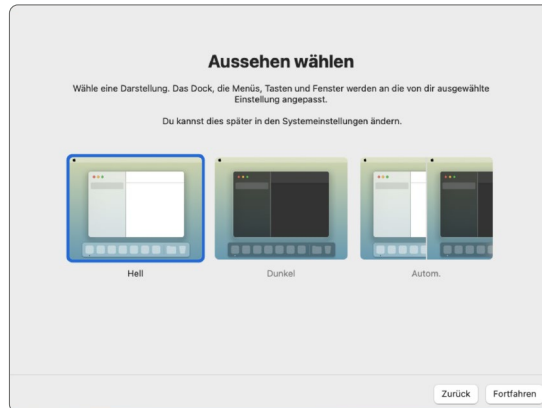 Aussehen wählen
Wähle eine Darstellung. Das Dock, die Menüs, Tasten und Fenster werden an die von dir ausgewählte
Einstellung angepasst.
Du kannst dies später in den Systemeinstellungen ändern.
Hell
Dunkel
Autom.
Zurück
Fortfahren